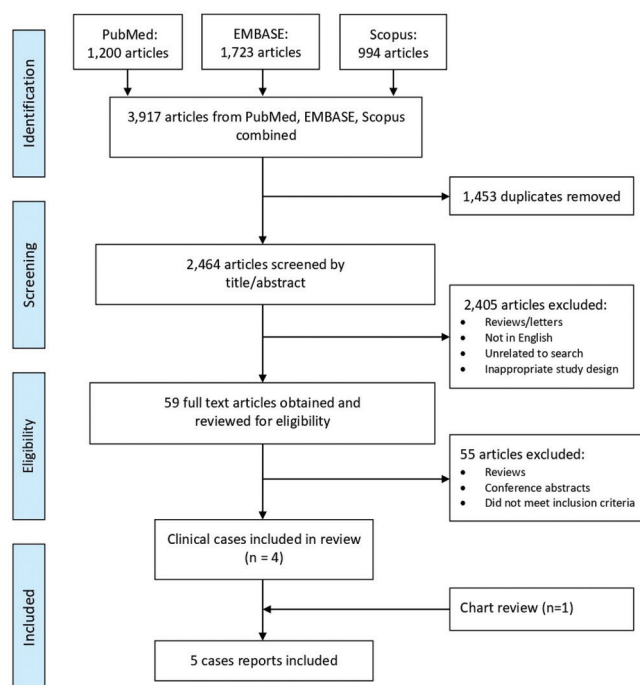 Identification
PubMed:
1,200 articles
EMBASE:
1,723 articles
Scopus:
994 articles
3,917 articles from PubMed, EMBASE, Scopus
combined
1,453 duplicates removed
Screening
2,464 articles screened by
title/abstract
2,405 articles excluded:
• Reviews/letters
• Not in English
• Unrelated to search
• Inappropriate study design
Eligibility
59 full text articles obtained and
reviewed for eligibility
55 articles excluded:
• Reviews
• Conference abstracts
• Did not meet inclusion criteria
Included
Clinical cases included in review
(n = 4)
Chart review (n=1)
5 cases reports included